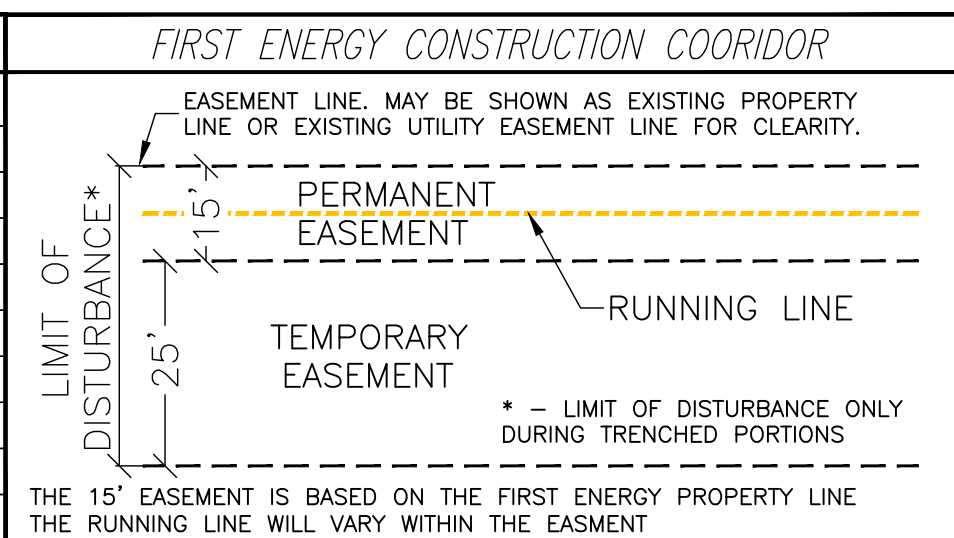 FIRST ENERGY CONSTRUCTION COORIDOR
EASEMENT LINE. MAY BE SHOWN AS EXISTING PROPERTY
LINE OR EXISTING UTILITY EASEMENT LINE FOR CLEARITY.
LIMIT OF
DISTURBANCE*
15'
PERMANENT
EASEMENT
RUNNING LINE
25'
TEMPORARY
EASEMENT
* – LIMIT OF DISTURBANCE ONLY
DURING TRENCHED PORTIONS
THE 15' EASEMENT IS BASED ON THE FIRST ENERGY PROPERTY LINE
THE RUNNING LINE WILL VARY WITHIN THE EASMENT